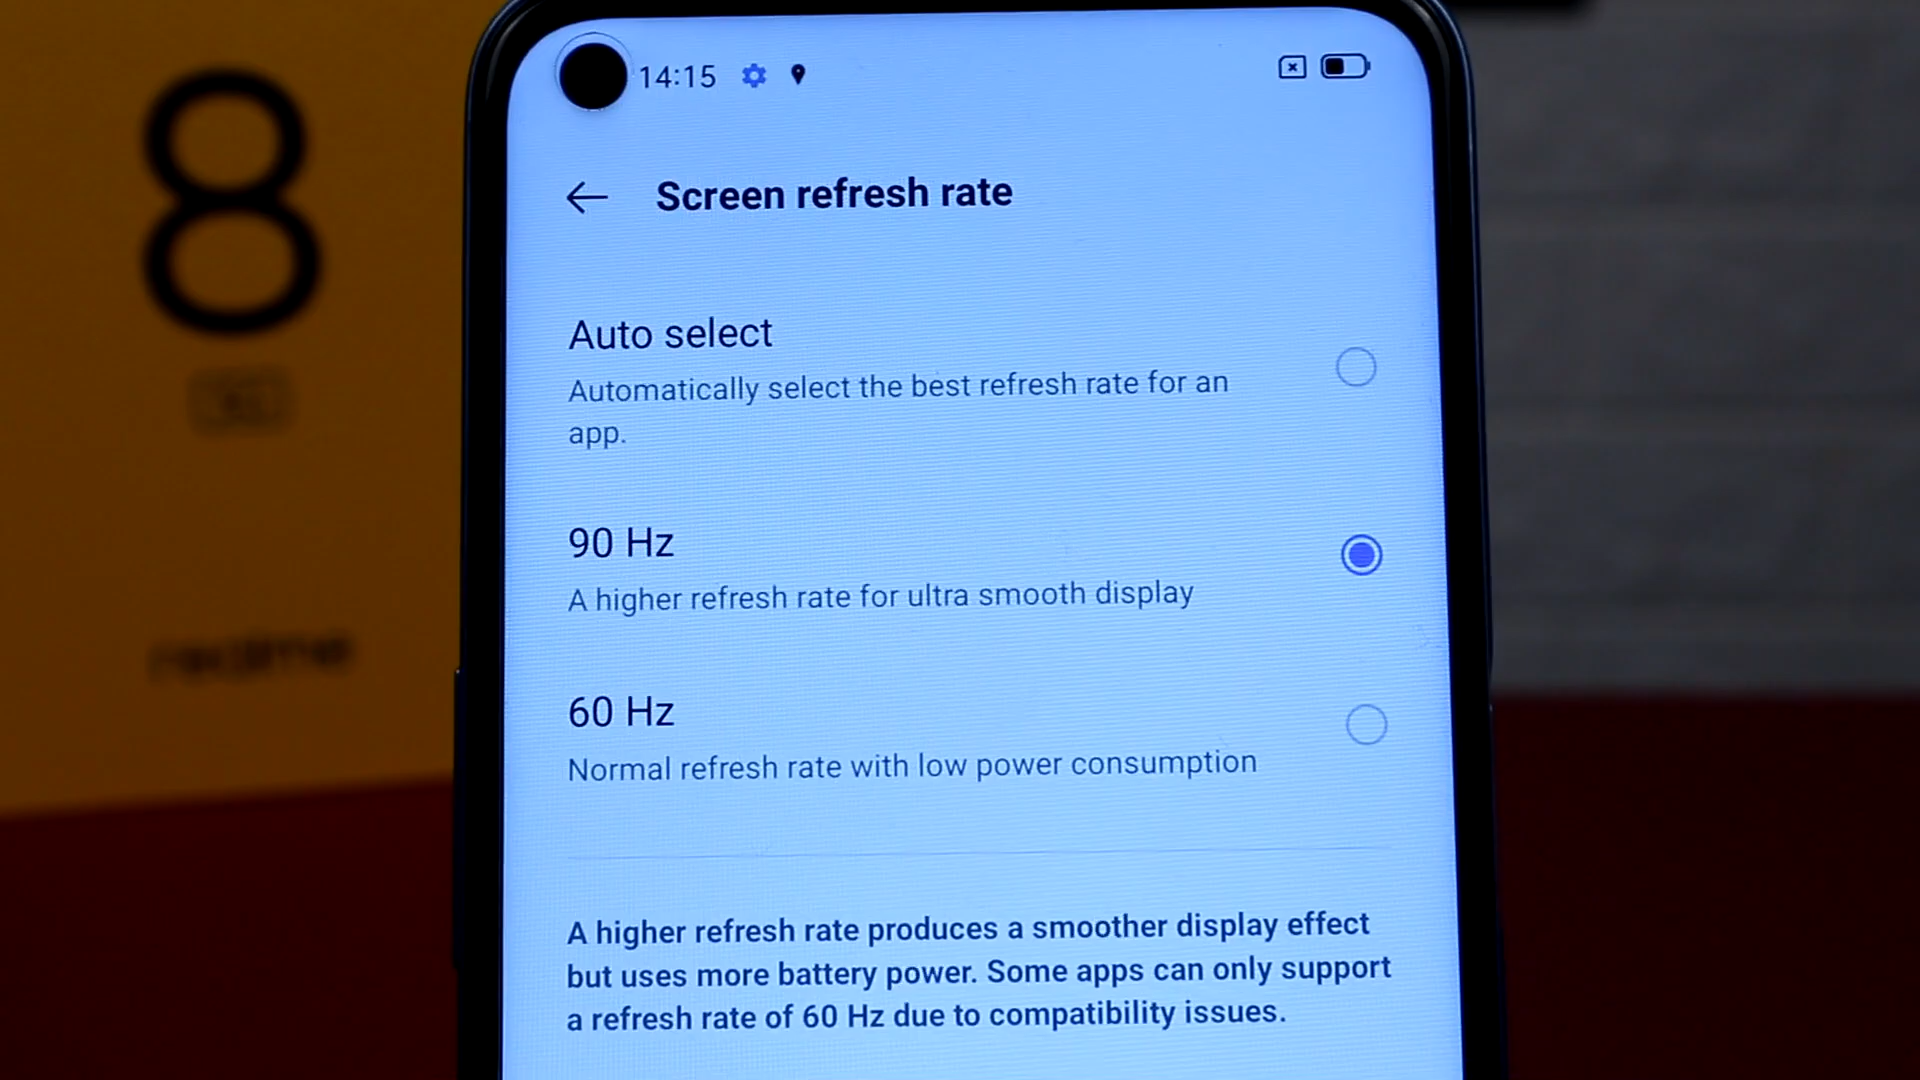 8
realme
14:15
Screen refresh rate
Auto select
Automatically select the best refresh rate for an
app.
90 Hz
A higher refresh rate for ultra smooth display
60 Hz
Normal refresh rate with low power consumption
A higher refresh rate produces a smoother display effect
but uses more battery power. Some apps can only support
a refresh rate of 60 Hz due to compatibility issues.